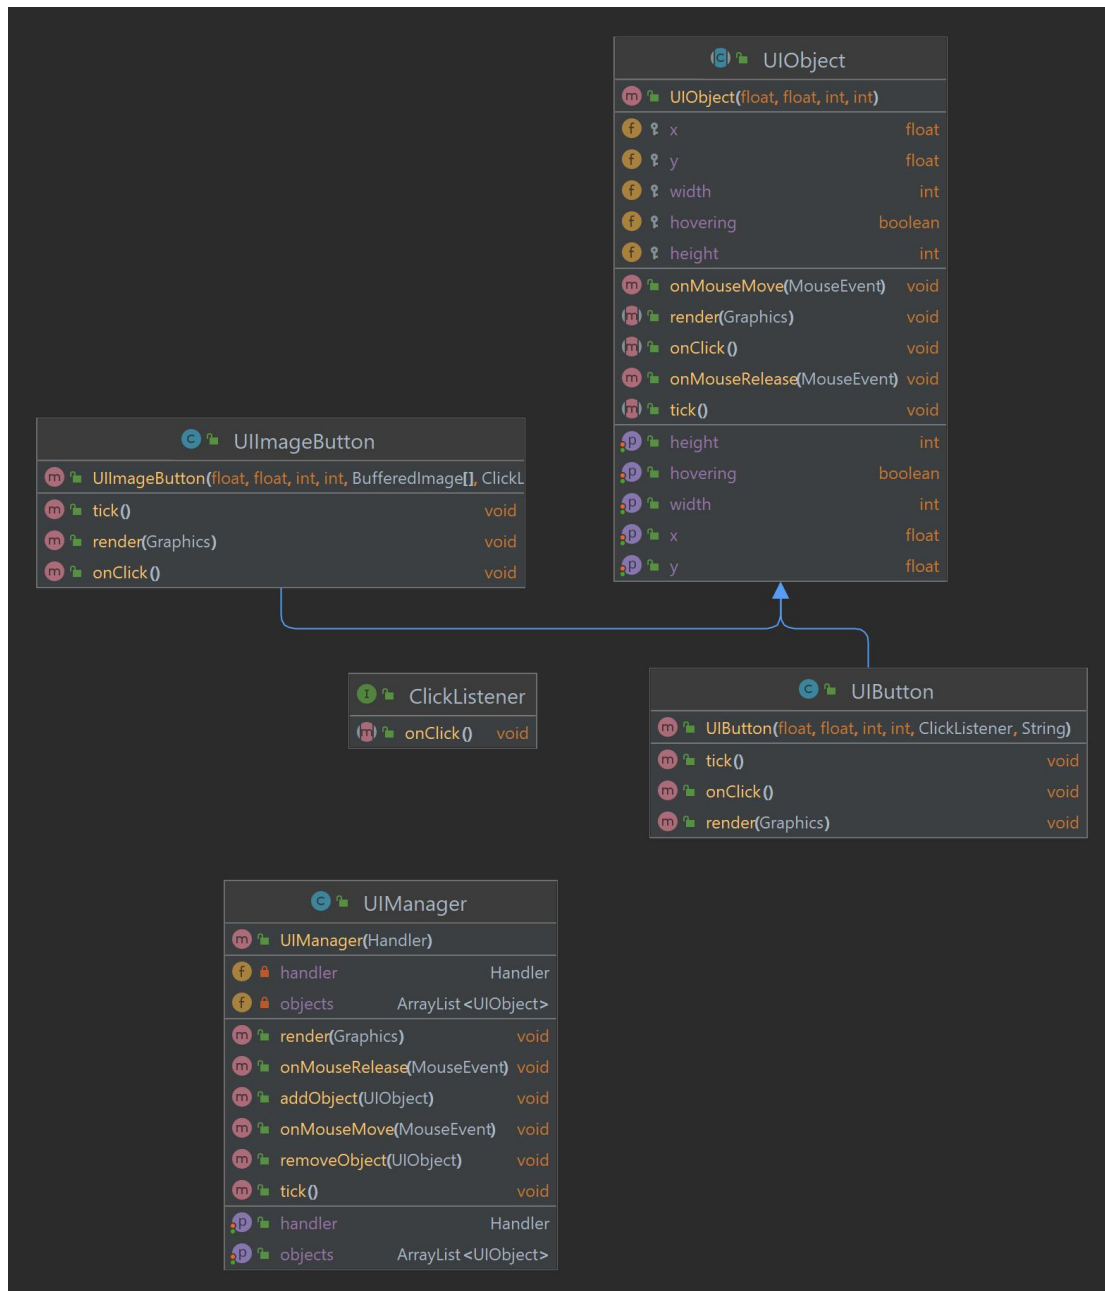 UIObject
UIObject(float, float, int, int)
x float
y float
width int
hovering boolean
height int
onMouseMove(MouseEvent) void
render(Graphics) void
onClick() void
onMouseRelease(MouseEvent) void
tick() void
height int
hovering boolean
width int
x float
y float
UIImageButton
UIImageButton(float, float, int, int, BufferedImage[], ClickL
tick() void
render(Graphics) void
onClick() void
ClickListener
onClick() void
UIButton
UIButton(float, float, int, int, ClickListener, String)
tick() void
onClick() void
render(Graphics) void
UIManager
UIManager(Handler)
handler Handler
objects ArrayList<UIObject>
render(Graphics) void
onMouseRelease(MouseEvent) void
addObject(UIObject) void
onMouseMove(MouseEvent) void
removeObject(UIObject) void
tick() void
handler Handler
objects ArrayList<UIObject>